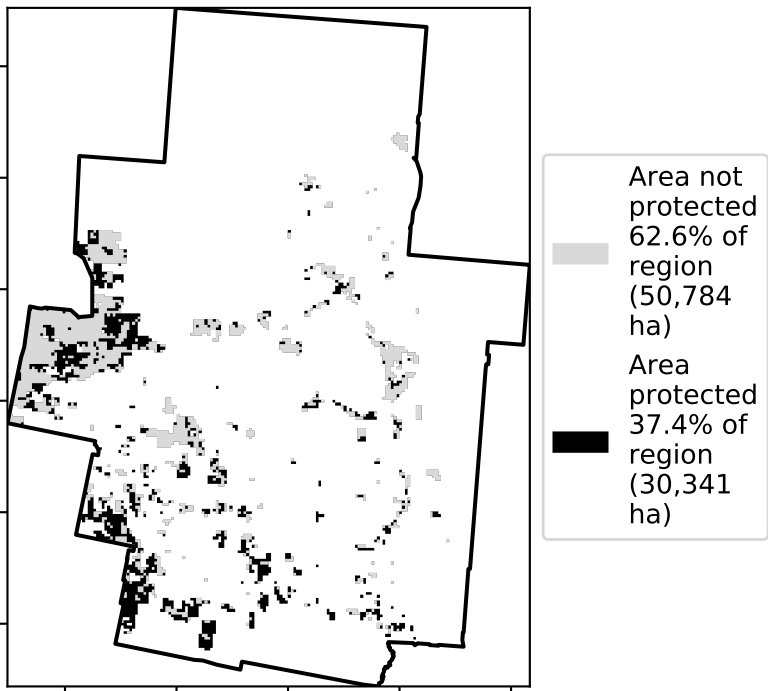 Area not
protected
62.6% of
region
(50,784
ha)
Area
protected
37.4% of
region
(30,341
ha)